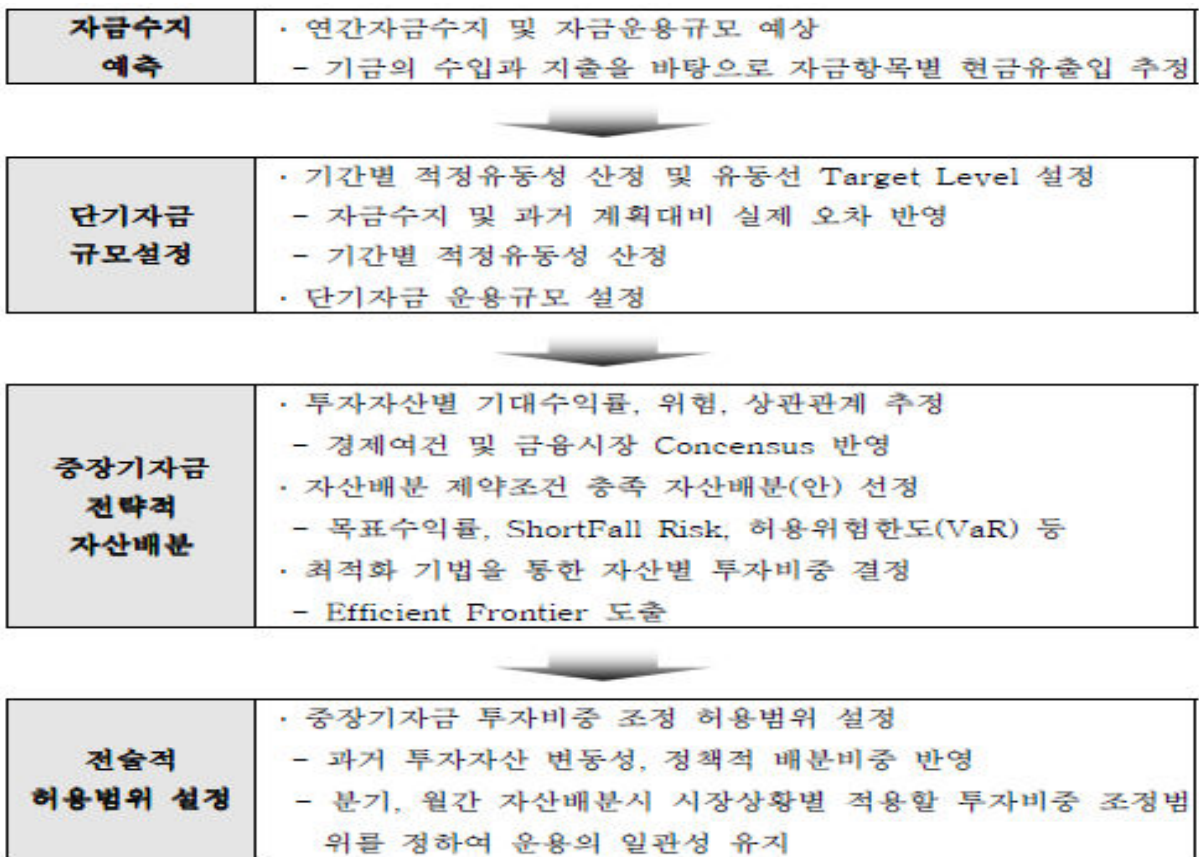 자금수지
예측
· 연간자금수지 및 자금운용규모 예상
- 기금의 수입과 지출을 바탕으로 자금항목별 현금유출입 추정
단기자금
규모설정
· 기간별 적정유동성 산정 및 유동선 Target Level 설정
- 자금수지 및 과거 계획대비 실제 오차 반영
- 기간별 적정유동성 산정
· 단기자금 운용규모 설정
중장기자금
전략적
자산배분
· 투자자산별 기대수익률, 위험, 상관관계 추정
- 경제여건 및 금융시장 Concensus 반영
· 자산배분 제약조건 충족 자산배분(안) 선정
- 목표수익률, ShortFall Risk, 허용위험한도(VaR) 등
· 최적화 기법을 통한 자산별 투자비중 결정
- Efficient Frontier 도출
전술적
허용범위 설정
· 중장기자금 투자비중 조정 허용범위 설정
- 과거 투자자산 변동성, 정책적 배분비중 반영
- 분기, 월간 자산배분시 시장상황별 적용할 투자비중 조정범
위를 정하여 운용의 일관성 유지